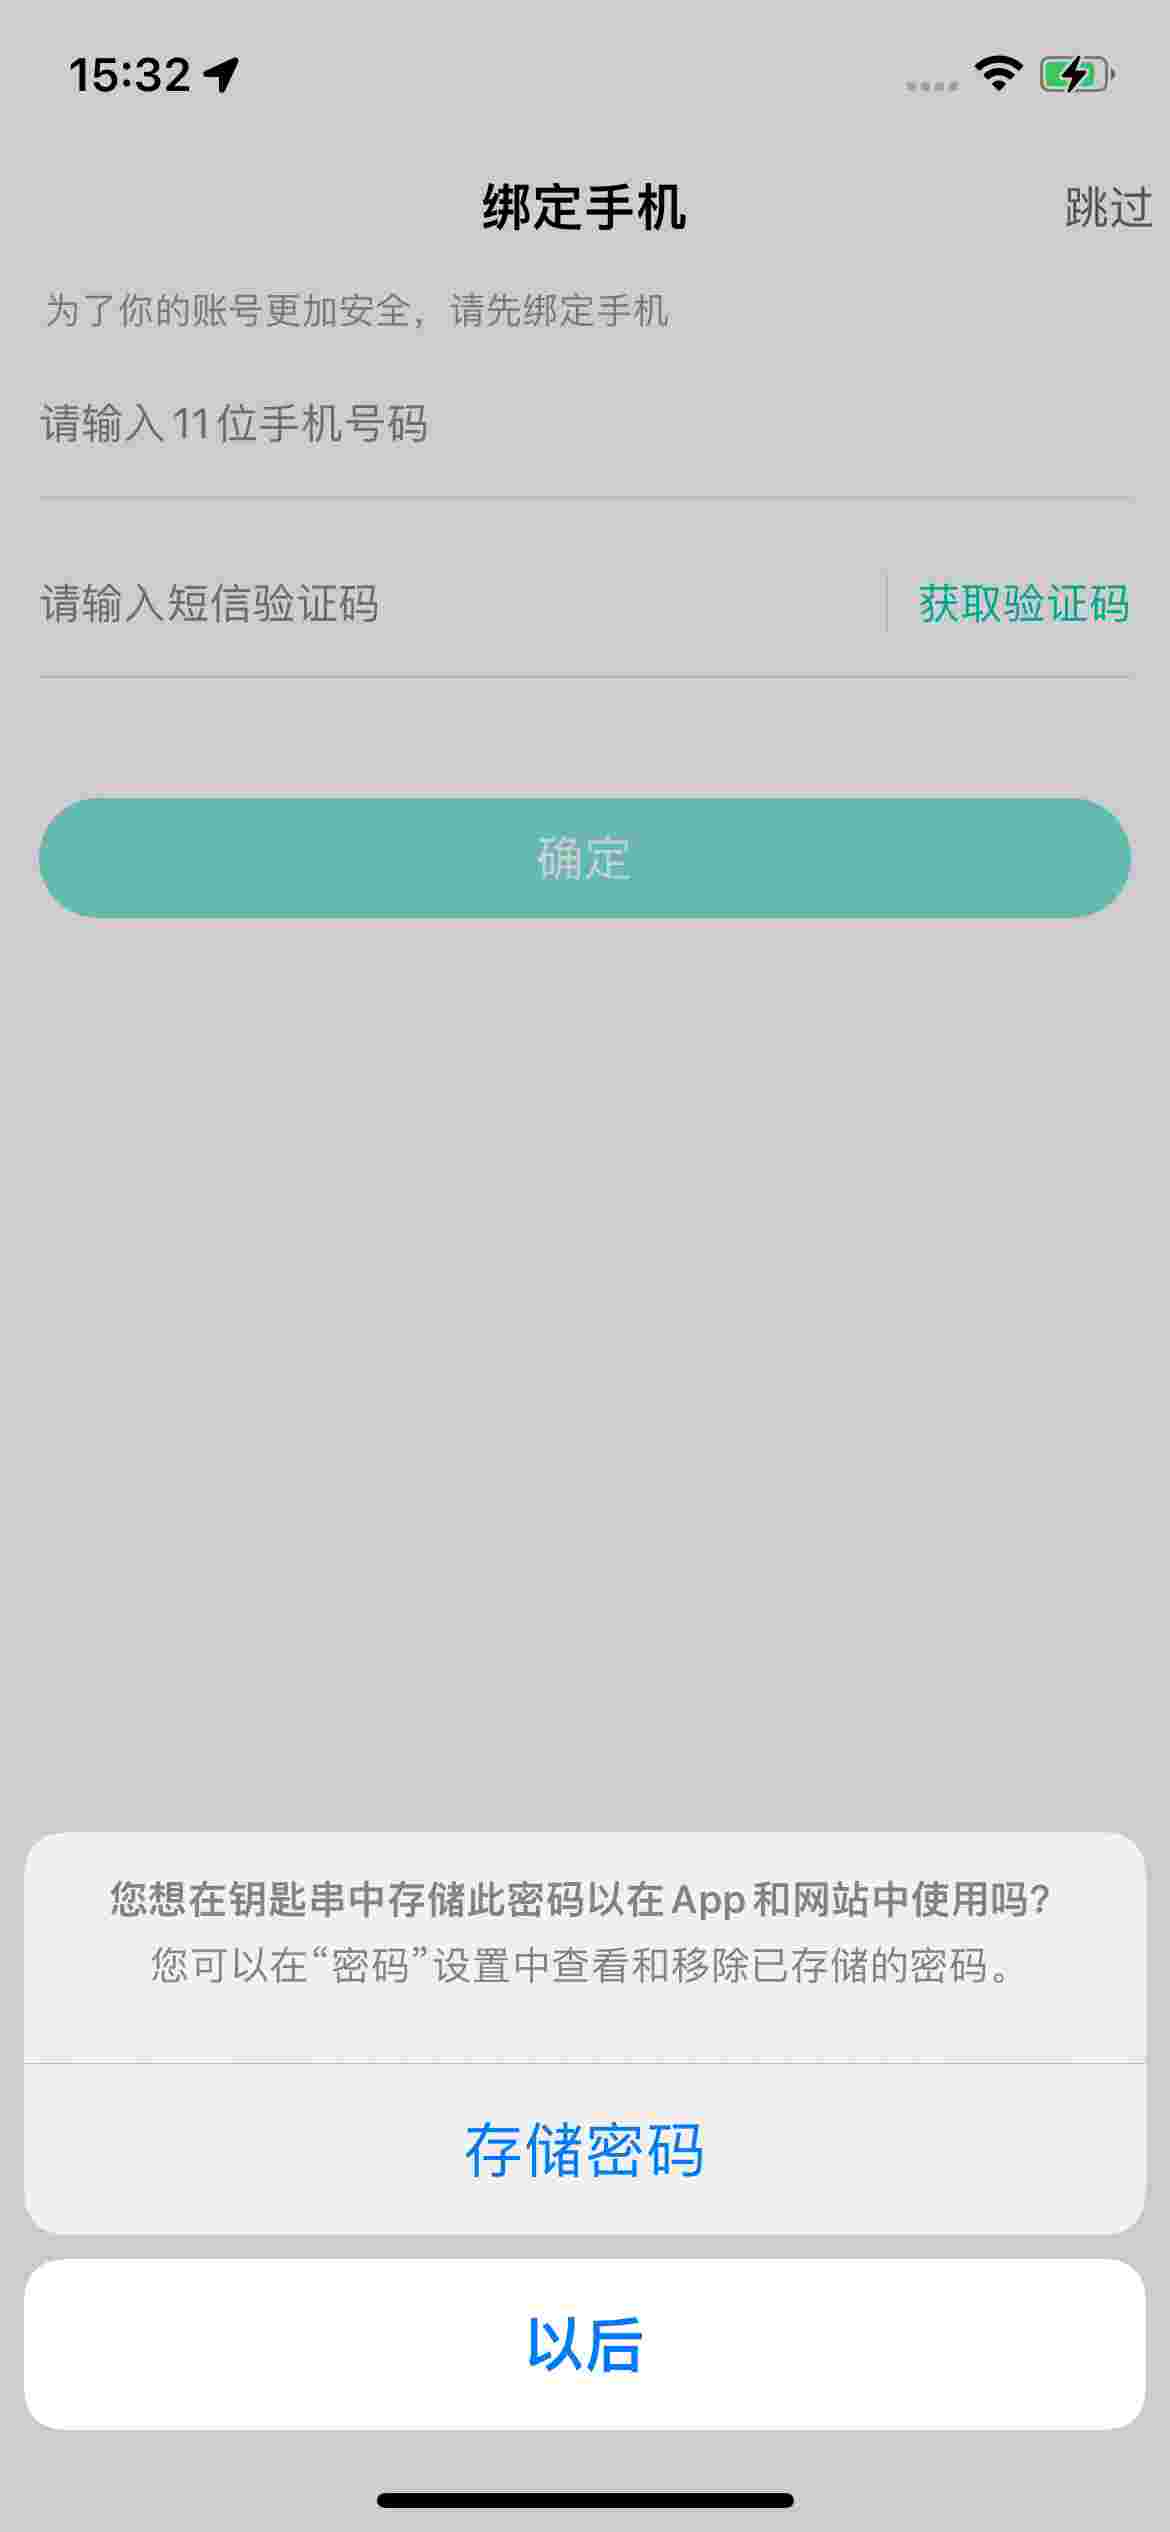 15:32
绑定手机
跳过
为了你的账号更加安全，请先绑定手机
请输入11位手机号码
请输入短信验证码
获取验证码
确定
您想在钥匙串中存储此密码以在App和网站中使用吗？
您可以在“密码”设置中查看和移除已存储的密码。
存储密码
以后